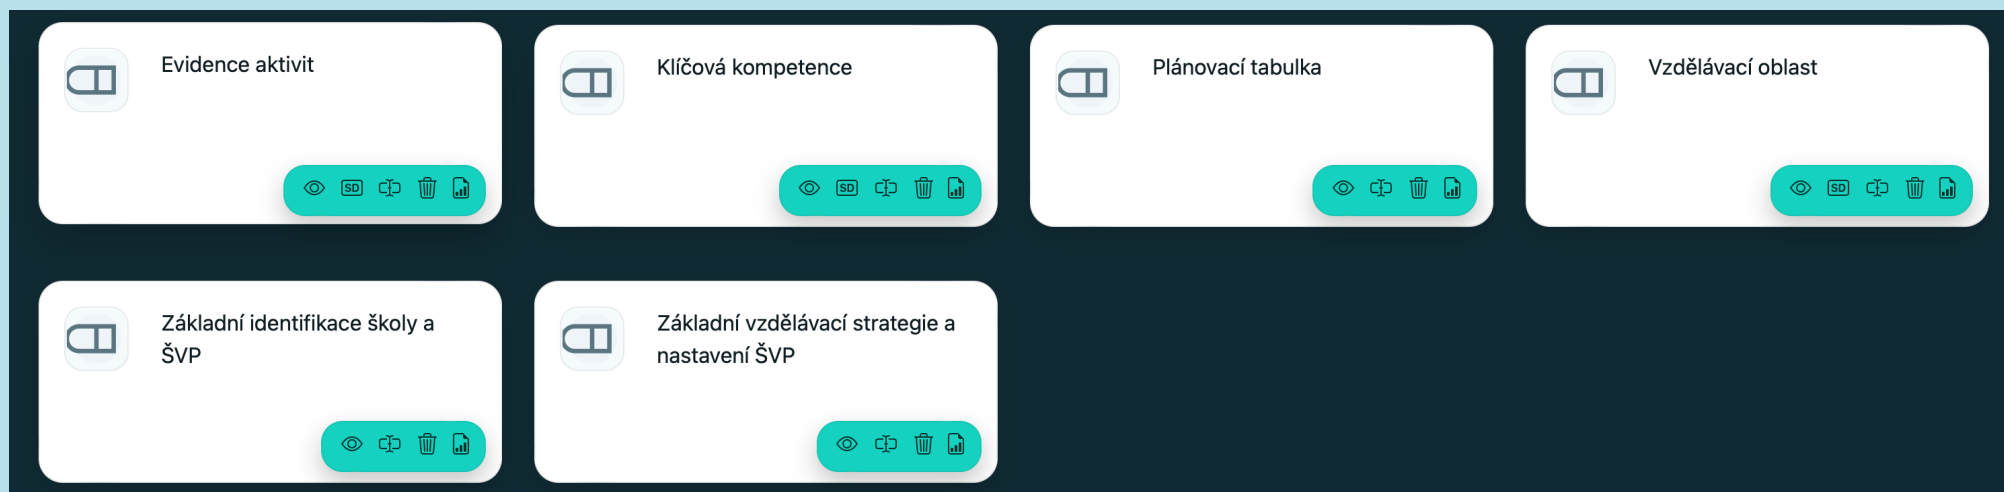 Evidence aktivit
SD
Klíčová kompetence
SD
Plánovací tabulka
Vzdělávací oblast
SD
Základní identifikace školy a
ŠVP
Základní vzdělávací strategie a
nastavení ŠVP